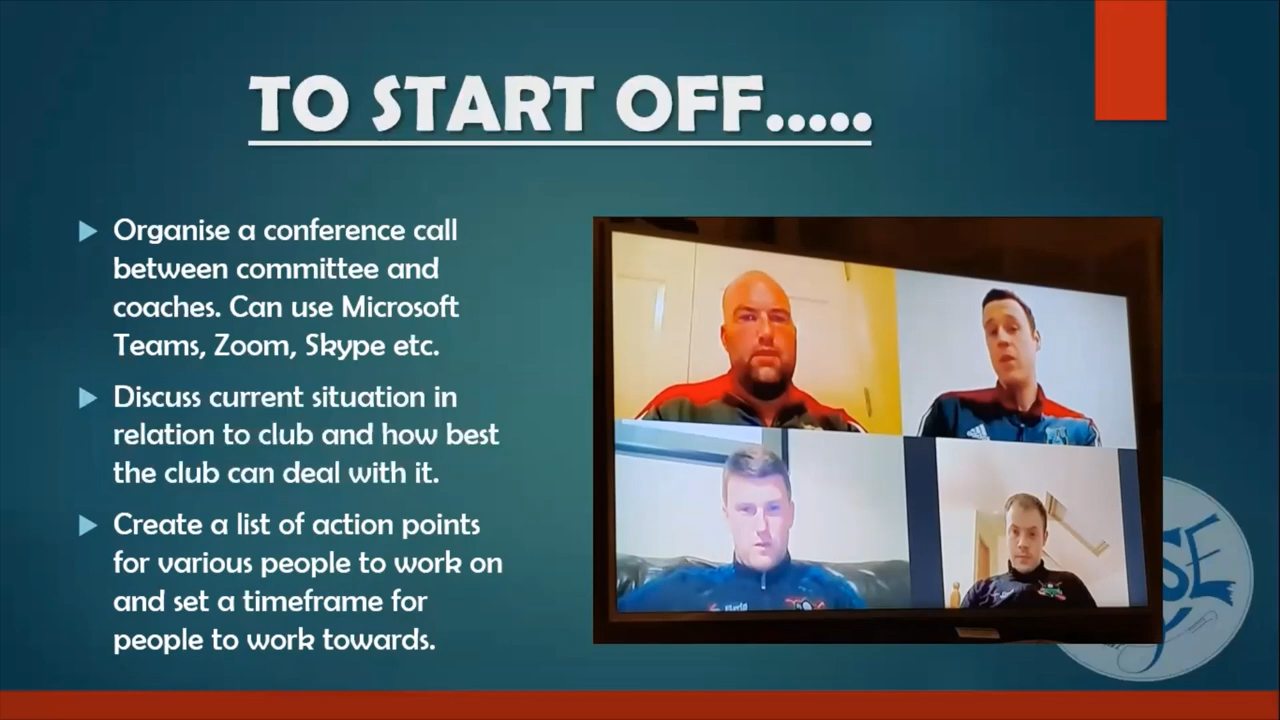 TO START OFF.....
Organise a conference call
between committee and
coaches. Can use Microsoft
Teams, Zoom, Skype etc.
Discuss current situation in
relation to club and how best
the club can deal with it.
Create a list of action points
for various people to work on
and set a timeframe for
people to work towards.